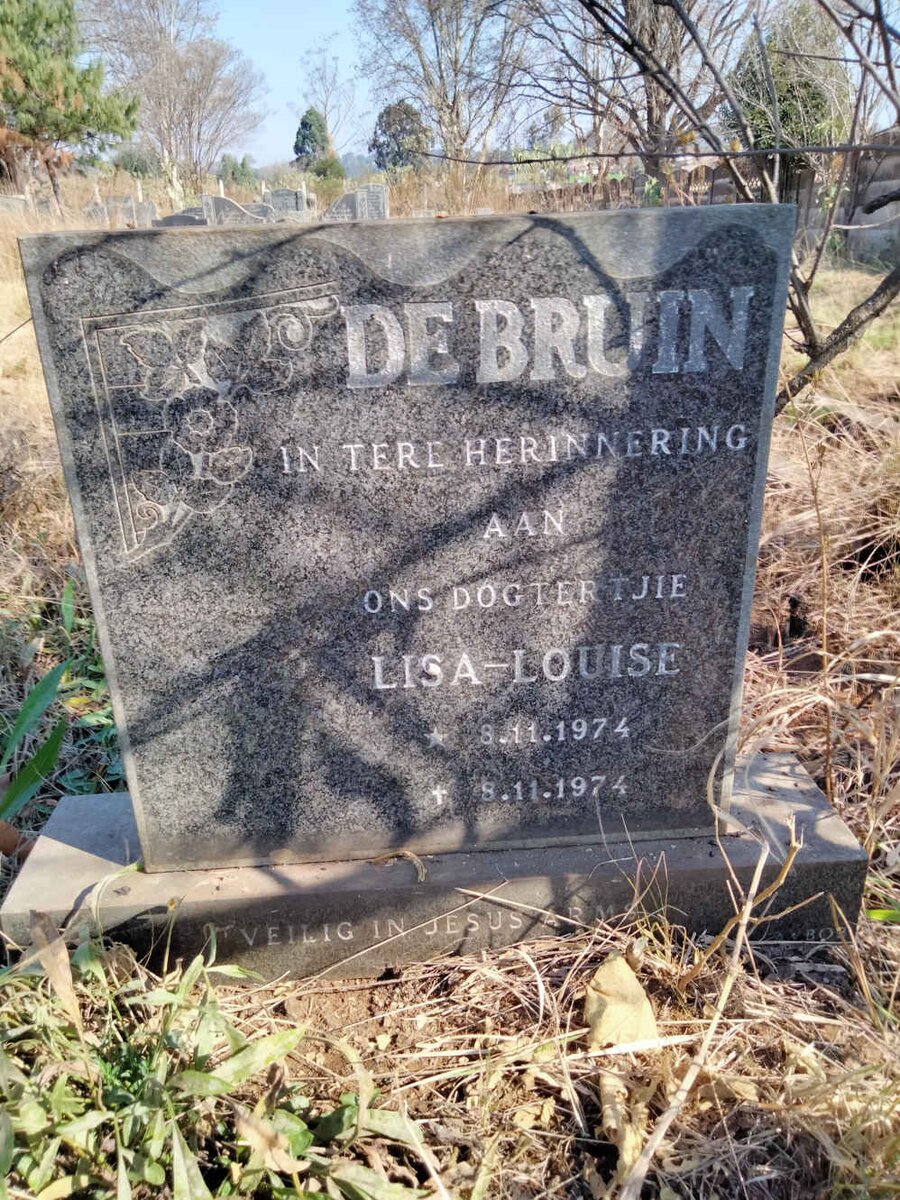 DE BRUIN
IN TERE HERINNERING
AAN
ONS DOGTERTJIE
LISA-LOUISE
★ 8.11.1974
✝ 8.11.1974
VEILIG IN JESUS ARMS